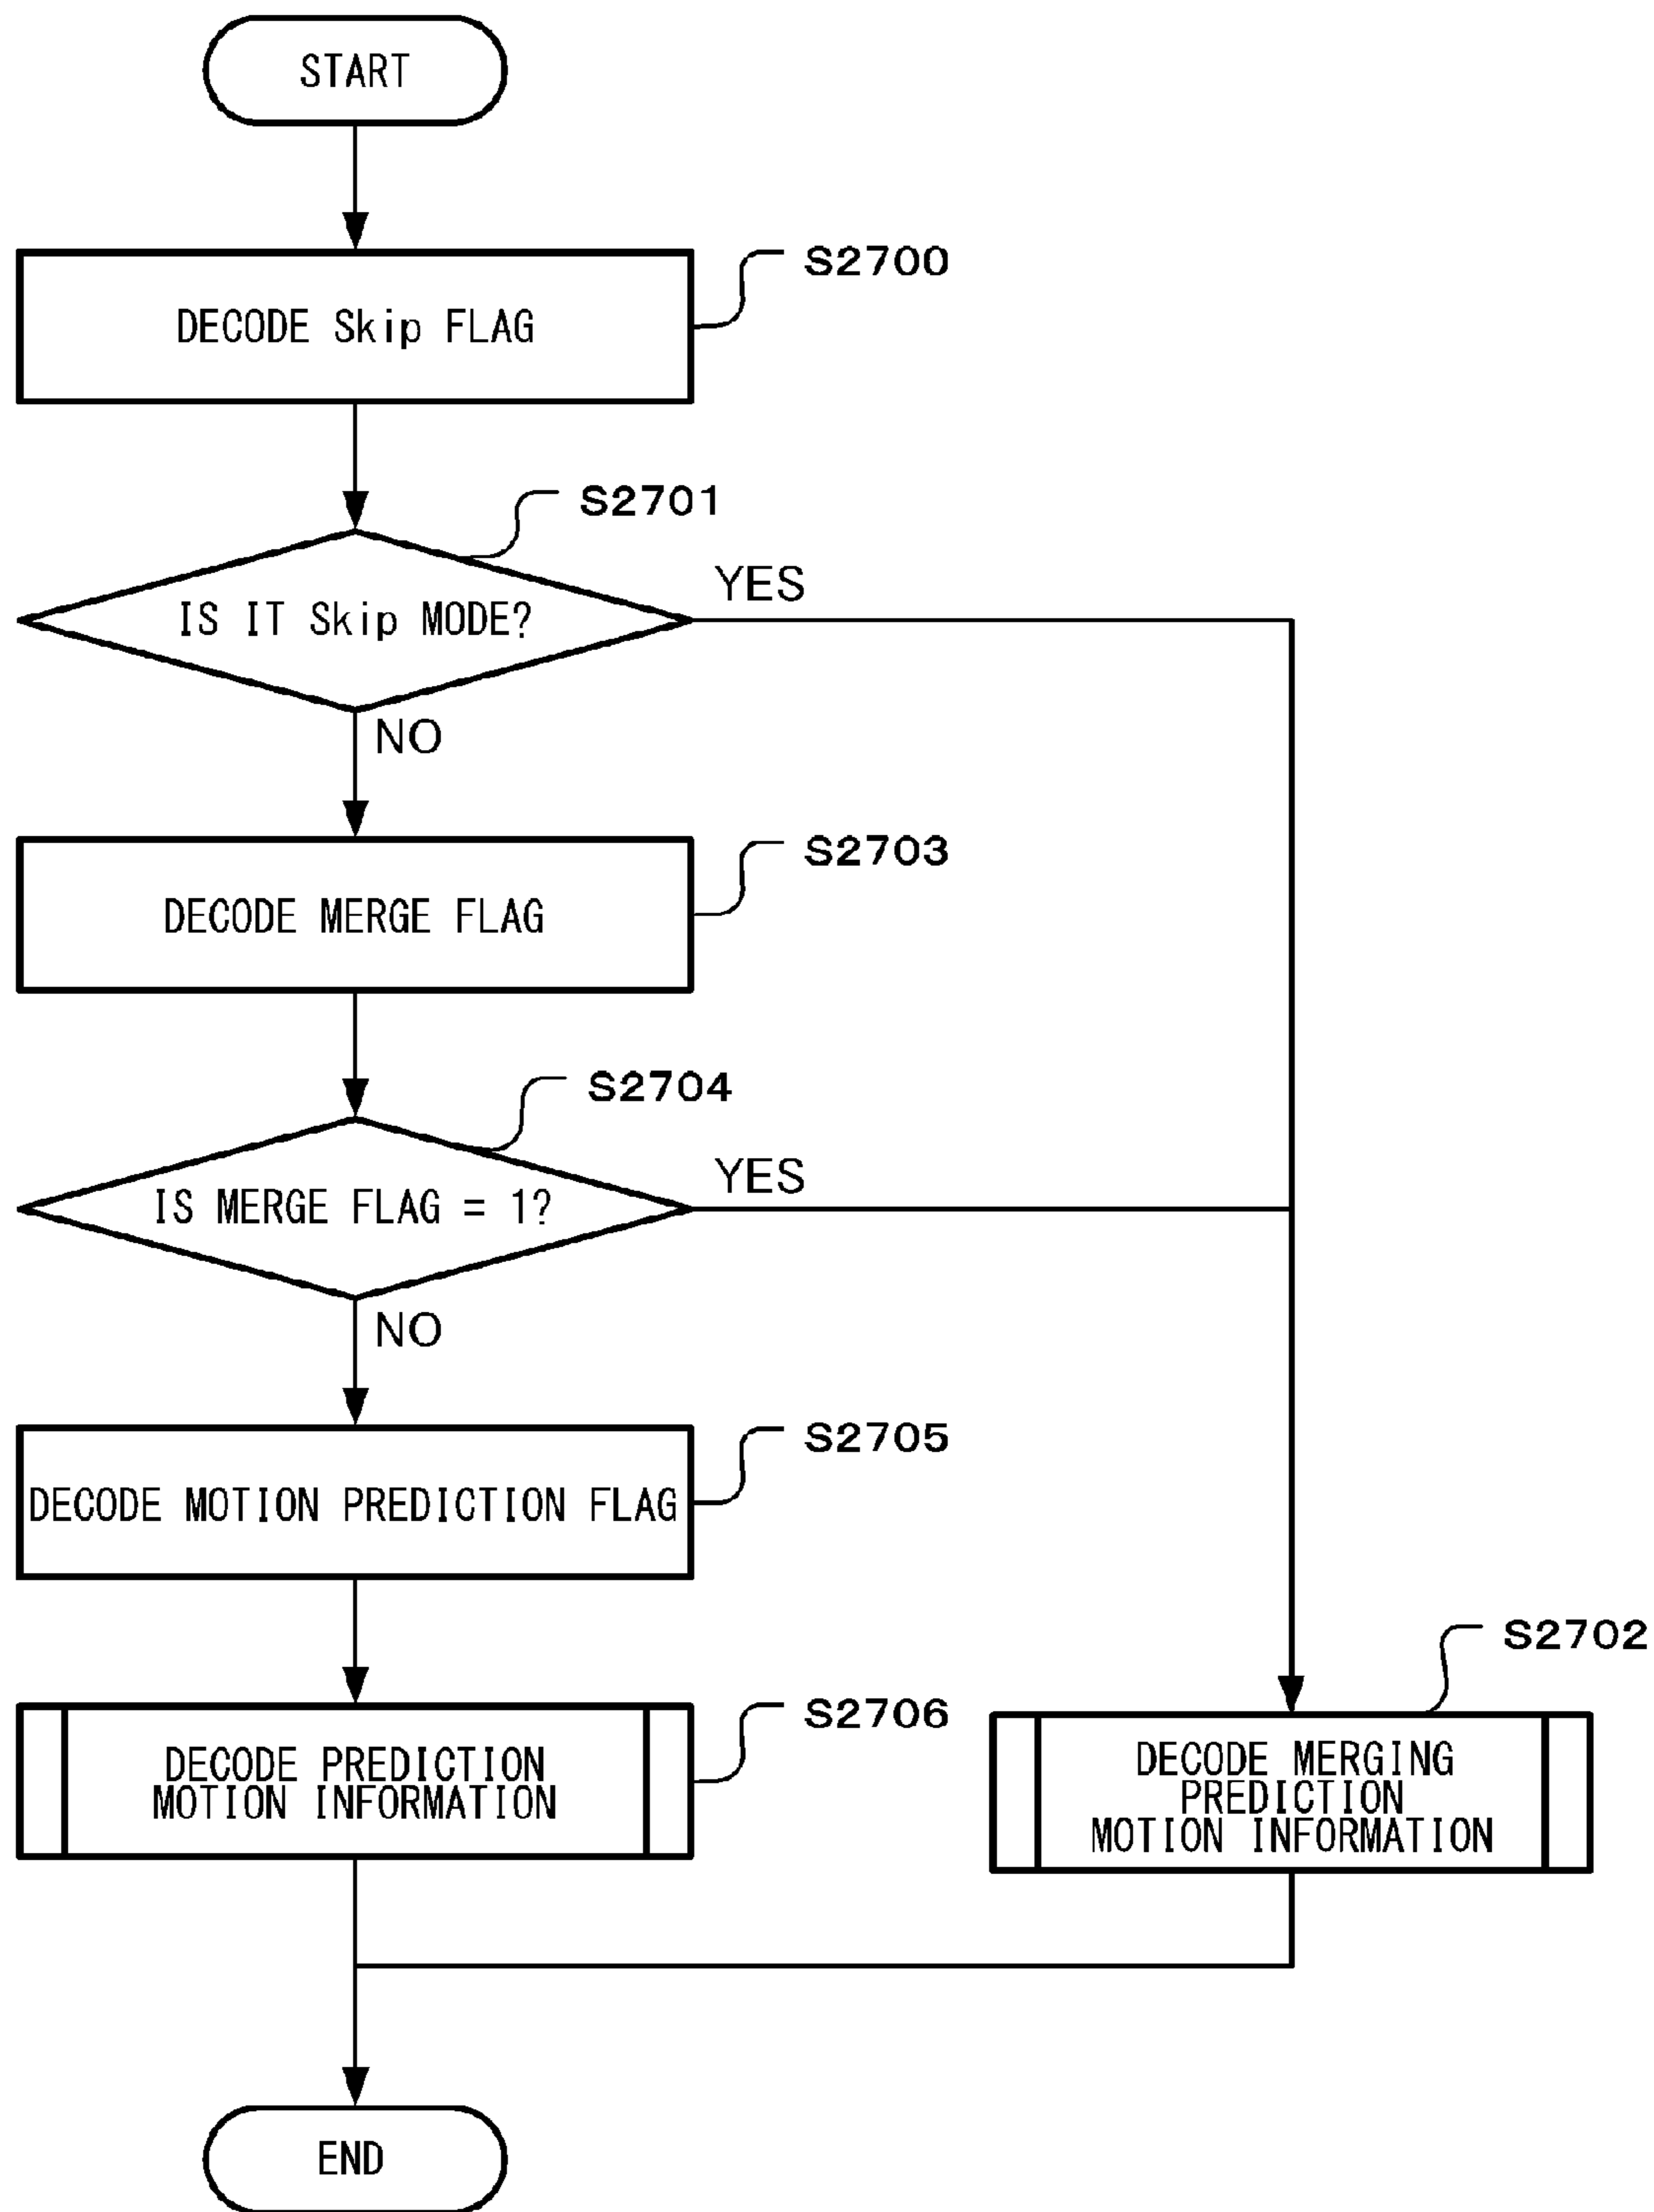 START
S2700
DECODE Skip FLAG
S2701
YES
IS IT Skip MODE?
NO
S2703
DECODE MERGE FLAG
S2704
YES
IS MERGE FLAG = 1?
NO
S2705
DECODE MOTION PREDICTION FLAG
S2706
DECODE PREDICTION
MOTION INFORMATION
S2702
DECODE MERGING
PREDICTION
MOTION INFORMATION
END